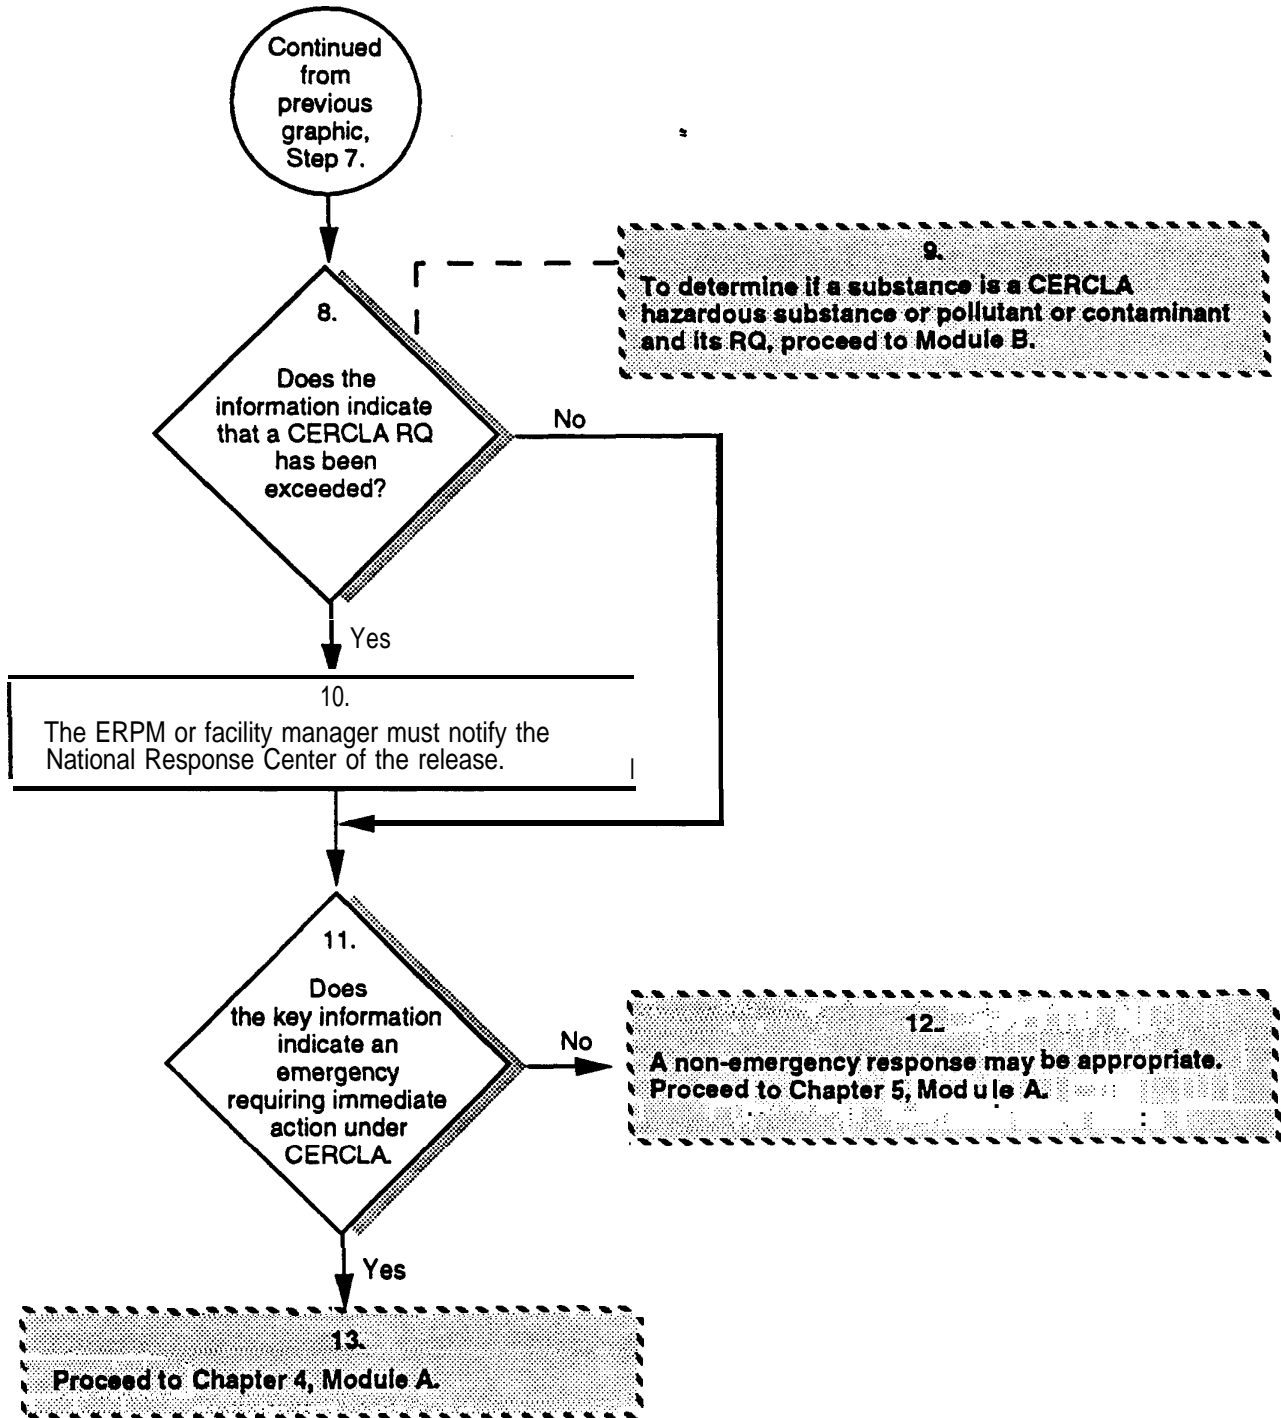 Continued
from
previous
graphic,
Step 7.
8.
Does the
information indicate
that a CERCLA RQ
has been
exceeded?
9.
To determine if a substance is a CERCLA
hazardous substance or pollutant or contaminant
and its RQ, proceed to Module B.
No
Yes
10.
The ERPM or facility manager must notify the
National Response Center of the release.
11.
Does
the key information
indicate an
emergency
requiring immediate
action under
CERCLA.
No
12.
A non-emergency response may be appropriate.
Proceed to Chapter 5, Module A.
Yes
13.
Proceed to Chapter 4, Module A.